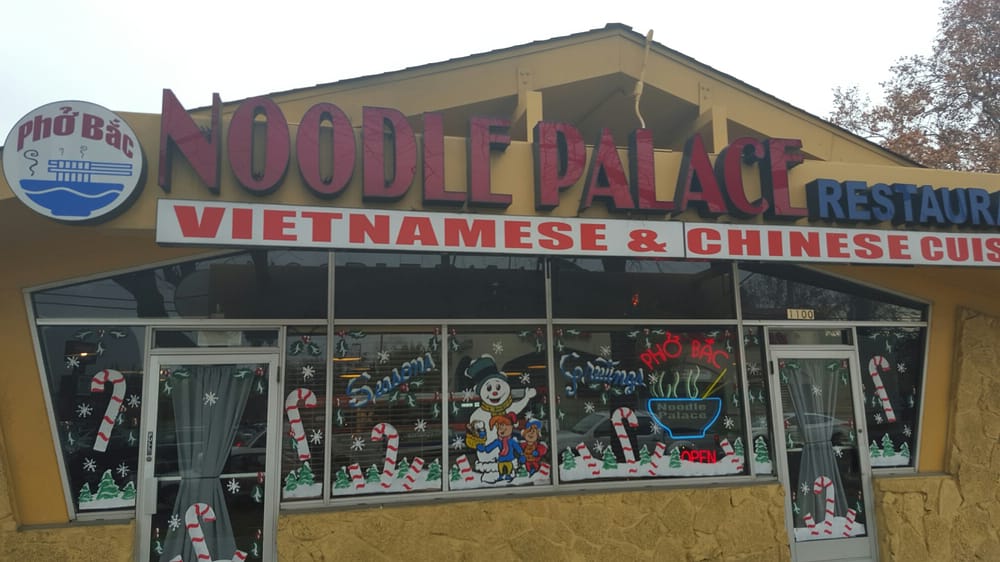 Phở Bắc
NOODLE PALACE
RESTAURA
VIETNAMESE & CHINESE CUIS
1100
Seasons
Greetings
PHỞ BẮC
Noodle
Palace
OPEN